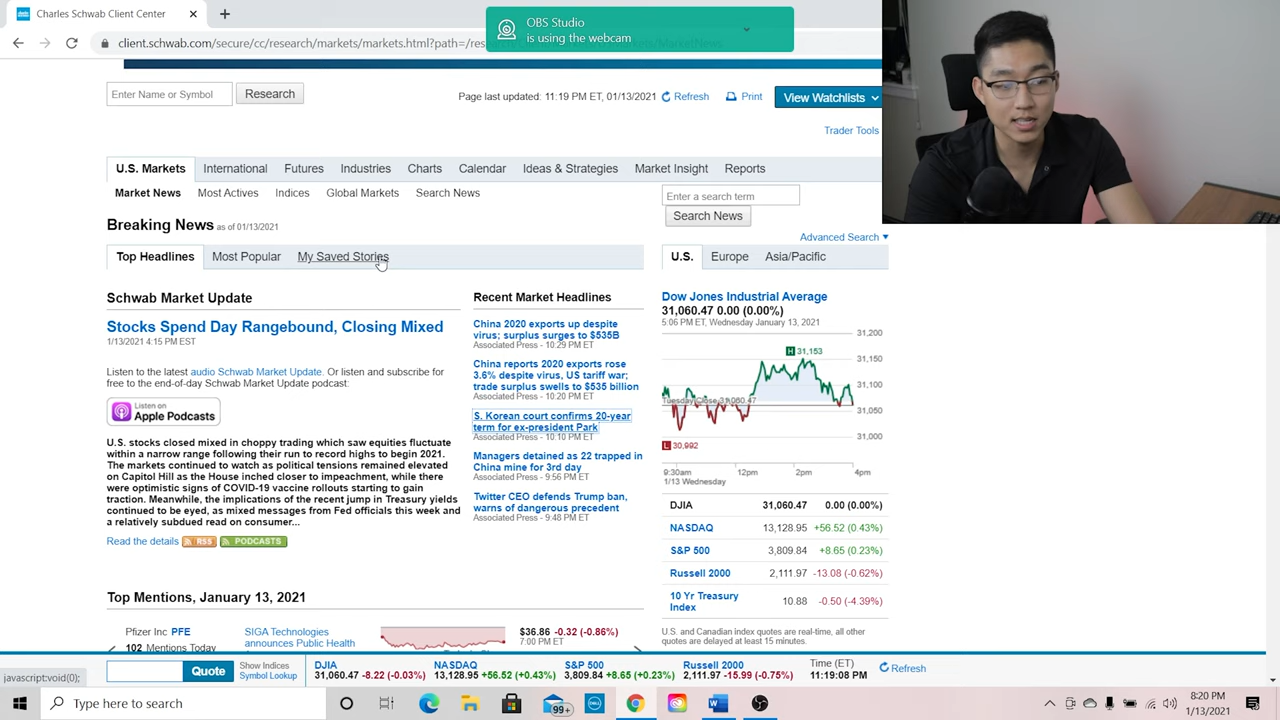 Charles Schwab Client Center
OBS Studio
is using the webcam
client.schwab.com/secure/cc/research/markets/markets.html?path=/res
Enter Name or Symbol
Research
Page last updated: 11:19 PM ET, 01/13/2021
Refresh
Print
View Watchlists
Trader Tools
U.S. Markets
International
Futures
Industries
Charts
Calendar
Ideas & Strategies
Market Insight
Reports
Market News
Most Actives
Indices
Global Markets
Search News
Enter a search term
Search News
Advanced Search
Breaking News as of 01/13/2021
Top Headlines
Most Popular
My Saved Stories
U.S.
Europe
Asia/Pacific
Schwab Market Update
Stocks Spend Day Rangebound, Closing Mixed
1/13/2021 4:15 PM EST
Listen to the latest audio Schwab Market Update. Or listen and subscribe for
free to the end-of-day Schwab Market Update podcast:
Listen on
Apple Podcasts
U.S. stocks closed mixed in choppy trading which saw equities fluctuate
within a narrow range following their run to record highs to begin 2021.
The markets continued to watch as political tensions remained elevated
on Capitol Hill as the House inched closer to impeachment, while there
were optimistic signs of COVID-19 vaccine rollouts starting to gain
traction. Meanwhile, the implications of the recent jump in Treasury yields
continued to be eyed, as mixed messages from Fed officials this week and
a relatively subdued read on consumer...
Read the details RSS PODCASTS
Recent Market Headlines
China 2020 exports up despite
virus; surplus surges to $535B
Associated Press - 10:29 PM ET
China reports 2020 exports rose
3.6% despite virus, US tariff war;
trade surplus swells to $535 billion
Associated Press - 10:20 PM ET
S. Korean court confirms 20-year
term for ex-president Park
Associated Press - 10:10 PM ET
Managers detained as 22 trapped in
China mine for 3rd day
Associated Press - 9:56 PM ET
Twitter CEO defends Trump ban,
warns of dangerous precedent
Associated Press - 9:48 PM ET
Dow Jones Industrial Average
31,060.47 0.00 (0.00%)
5:06 PM ET, Wednesday January 13, 2021
31,200
H 31,153
31,150
31,100
Tuesday Close 31,060.47
31,050
31,000
L 30,992
9:30am 12pm 2pm 4pm
1/13 Wednesday
DJIA 31,060.47 0.00 (0.00%)
NASDAQ 13,128.95 +56.52 (0.43%)
S&P 500 3,809.84 +8.65 (0.23%)
Russell 2000 2,111.97 -13.08 (-0.62%)
10 Yr Treasury
Index
10.88 -0.50 (-4.39%)
U.S. and Canadian index quotes are real-time, all other
quotes are delayed at least 15 minutes.
Top Mentions, January 13, 2021
Pfizer Inc PFE
102 Mentions Today
SIGA Technologies
announces Public Health
$36.86 -0.32 (-0.86%)
7:00 PM ET
Quote
Show Indices
Symbol Lookup
DJIA
31,060.47 -8.22 (-0.03%)
NASDAQ
13,128.95 +56.52 (+0.43%)
S&P 500
3,809.84 +8.65 (+0.23%)
Russell 2000
2,111.97 -15.99 (-0.75%)
Time (ET)
11:19:08 PM
Refresh
javascript:void(0);
Type here to search
99+
8:20 PM
1/13/2021